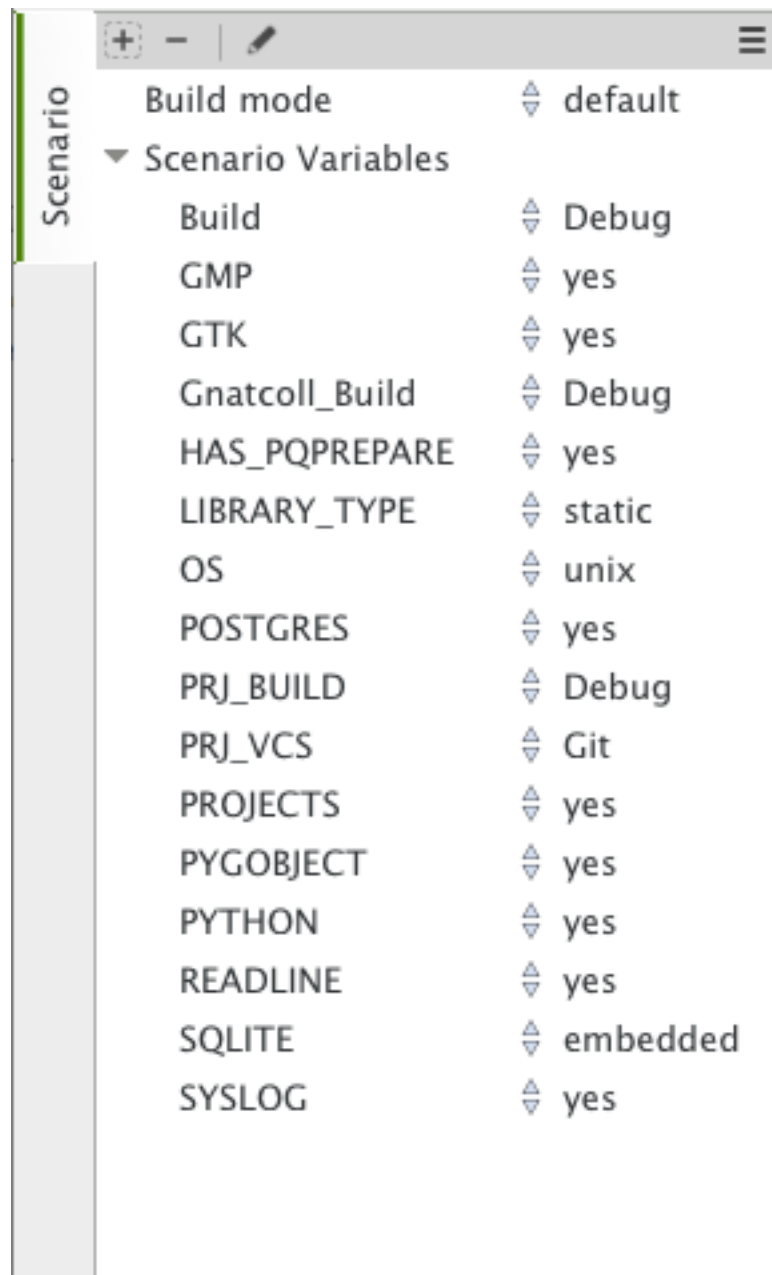 Scenario
Build mode default
Scenario Variables
Build Debug
GMP yes
GTK yes
Gnatcoll_Build Debug
HAS_PQPREPARE yes
LIBRARY_TYPE static
OS unix
POSTGRES yes
PRJ_BUILD Debug
PRJ_VCS Git
PROJECTS yes
PYGOBJECT yes
PYTHON yes
READLINE yes
SQLITE embedded
SYSLOG yes